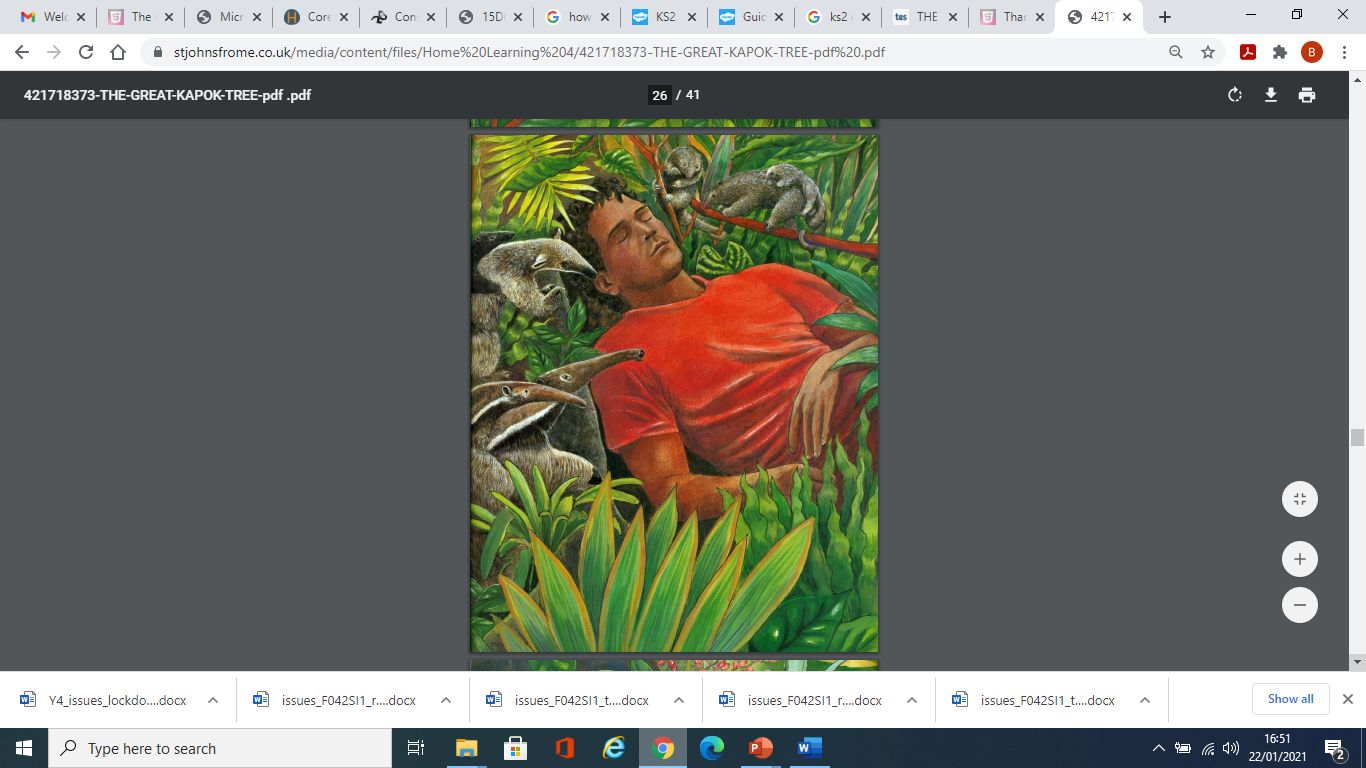 Welc
The
Micr
Core
Con
15D
how
KS2
Guid
ks2
tes THE
Thar
4217
stjohnsfrome.co.uk/media/content/files/Home%20Learning%204/421718373-THE-GREAT-KAPOK-TREE-pdf%20.pdf
B
421718373-THE-GREAT-KAPOK-TREE-pdf .pdf
26 / 41
Y4_issues_lockdo....docx
issues_F042SI1_r....docx
issues_F042SI1_t....docx
issues_F042SI1_r....docx
issues_F042SI1_t....docx
Show all
Type here to search
16:51
22/01/2021
2